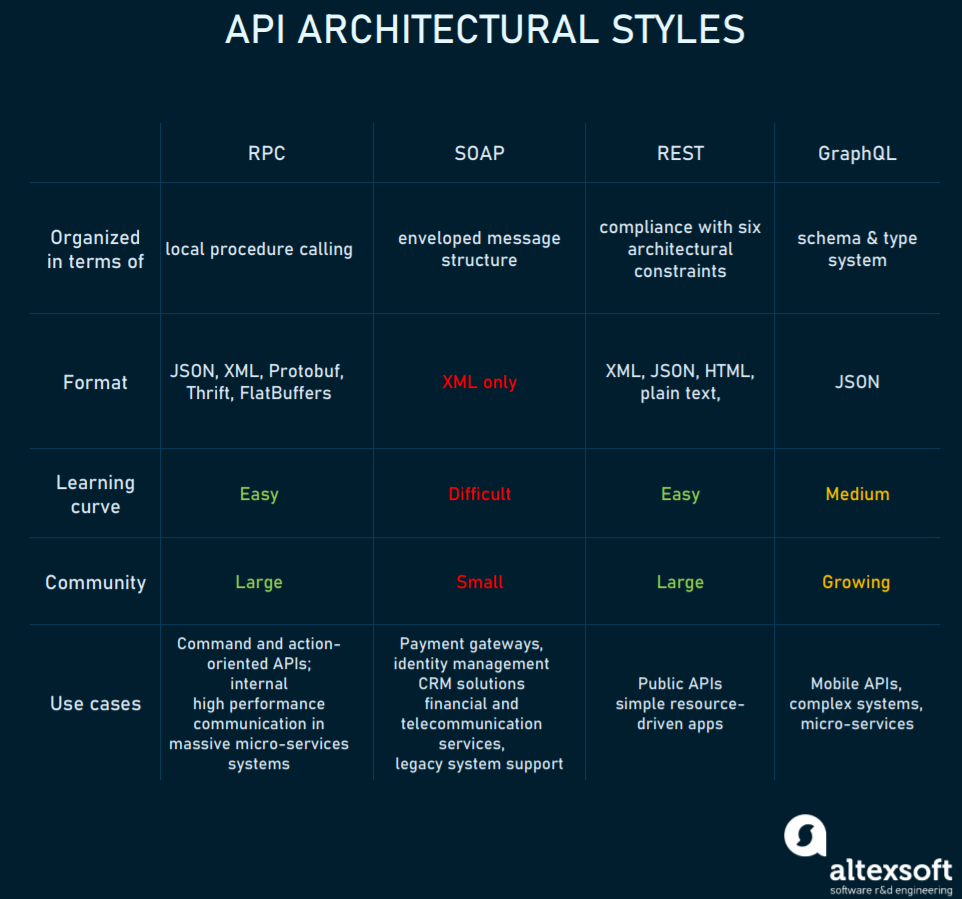 API ARCHITECTURAL STYLES
RPC
SOAP
REST
GraphQL
Organized
in terms of
local procedure calling
enveloped message
structure
compliance with six
architectural
constraints
schema & type
system
Format
JSON, XML, Protobuf,
Thrift, FlatBuffers
XML only
XML, JSON, HTML,
plain text,
JSON
Learning
curve
Easy
Difficult
Easy
Medium
Community
Large
Small
Large
Growing
Use cases
Command and action-
oriented APIs;
internal
high performance
communication in
massive micro-services
systems
Payment gateways,
identity management
CRM solutions
financial and
telecommunication
services,
legacy system support
Public APIs
simple resource-
driven apps
Mobile APIs,
complex systems,
micro-services
altexsoft
software r&d engineering